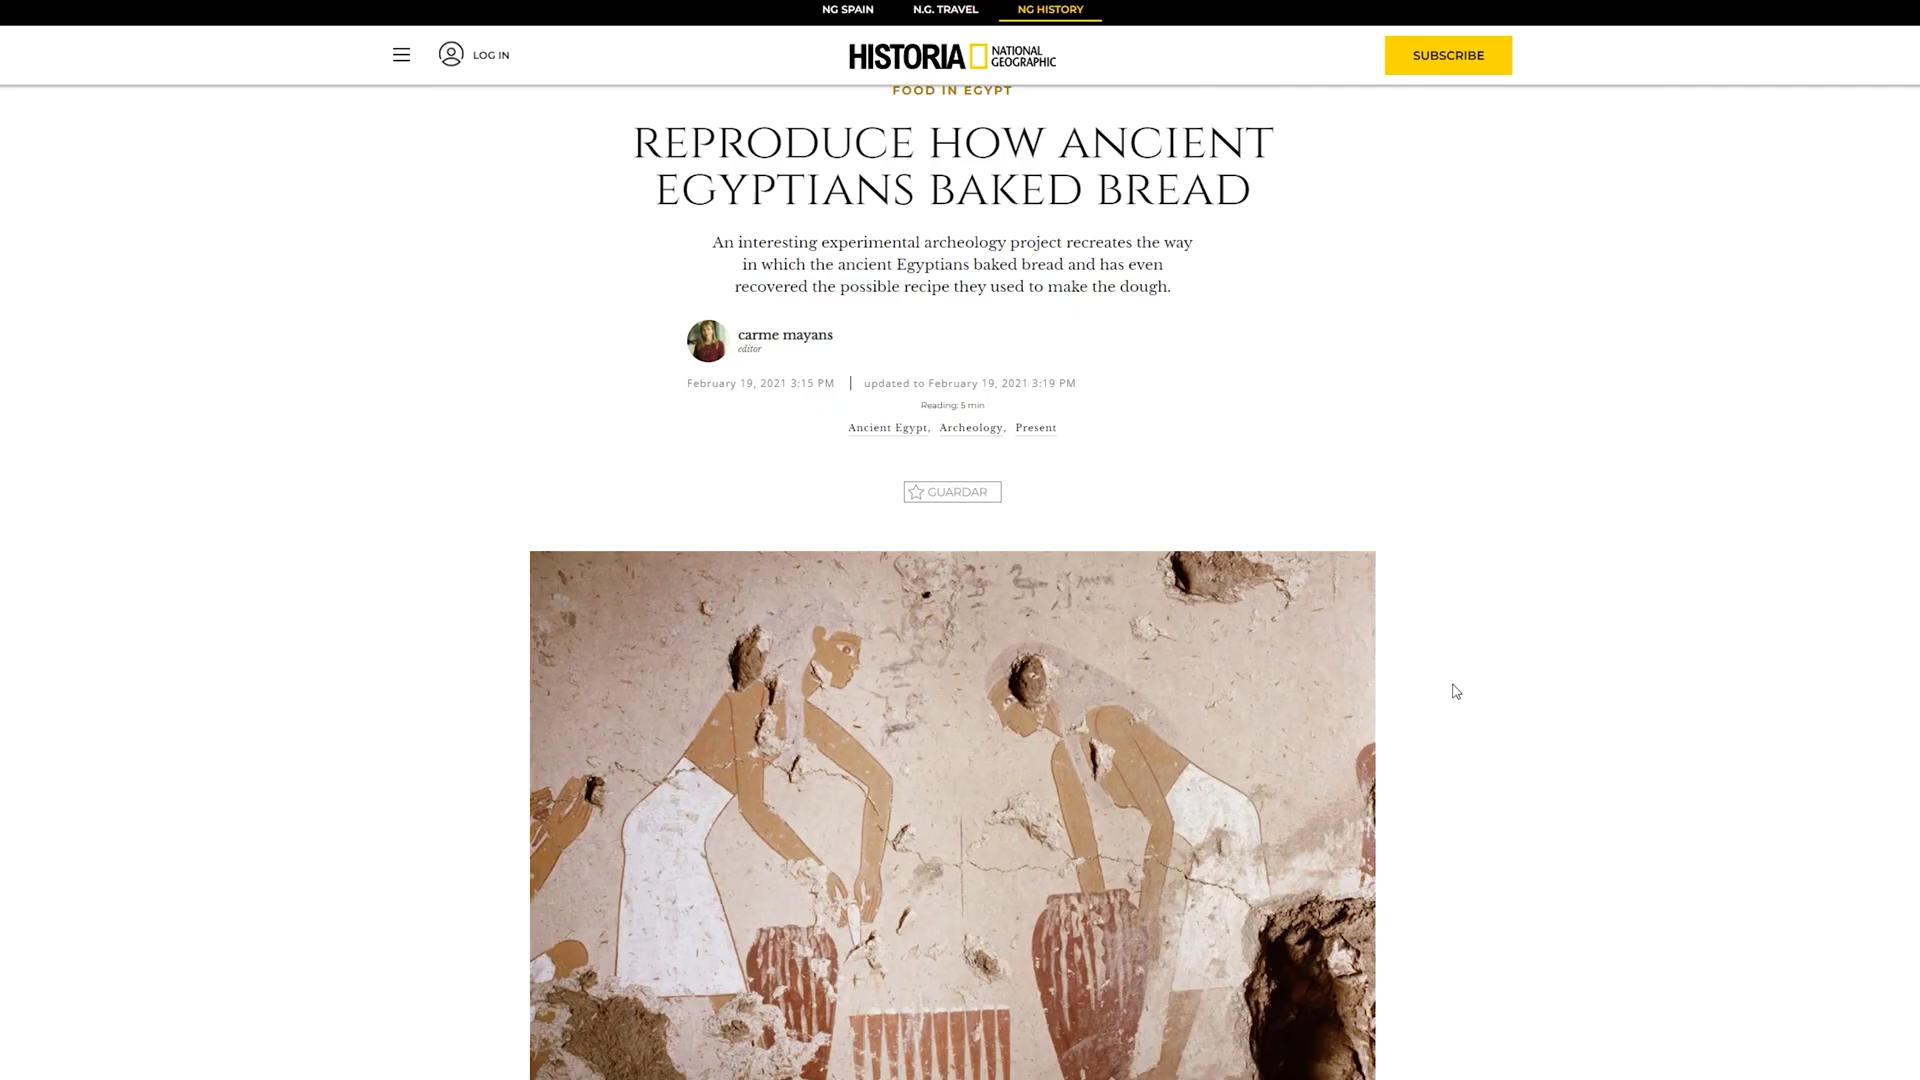 NG SPAIN N.G. TRAVEL NG HISTORY
LOG IN
HISTORIA NATIONAL GEOGRAPHIC
SUBSCRIBE
FOOD IN EGYPT
REPRODUCE HOW ANCIENT
EGYPTIANS BAKED BREAD
An interesting experimental archeology project recreates the way
in which the ancient Egyptians baked bread and has even
recovered the possible recipe they used to make the dough.
carme mayans
editor
February 19, 2021 3:15 PM | updated to February 19, 2021 3:19 PM
Reading: 5 min
Ancient Egypt, Archeology, Present
GUARDAR